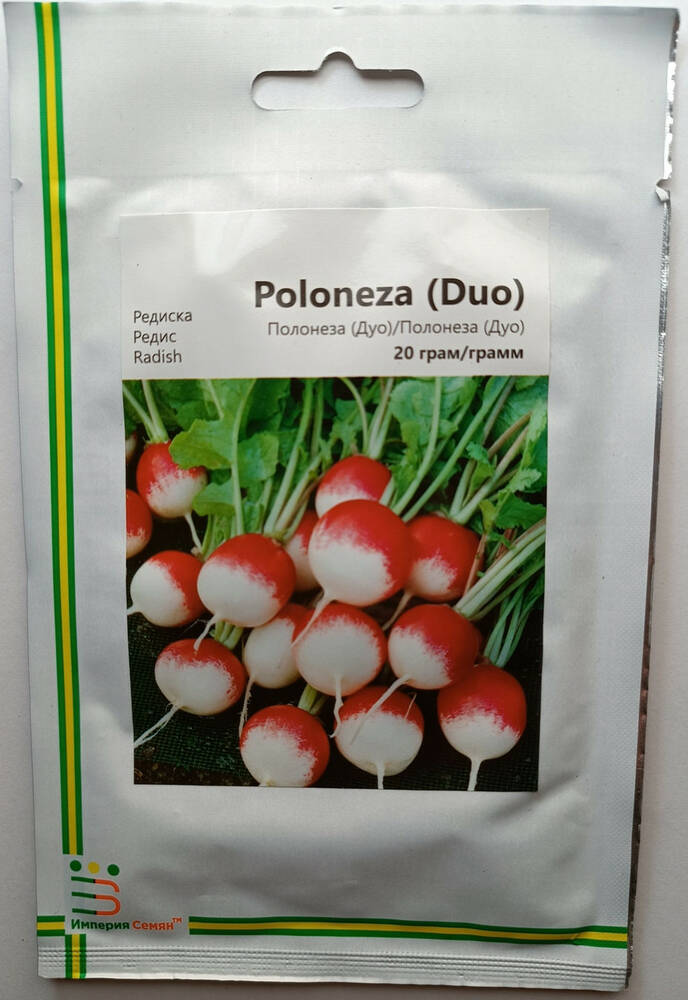 Poloneza (Duo)
Редиска
Редис
Radish
Полонеза (Дуо)/Полонеза (Дуо)
20 грам/грамм
Империя Семян™